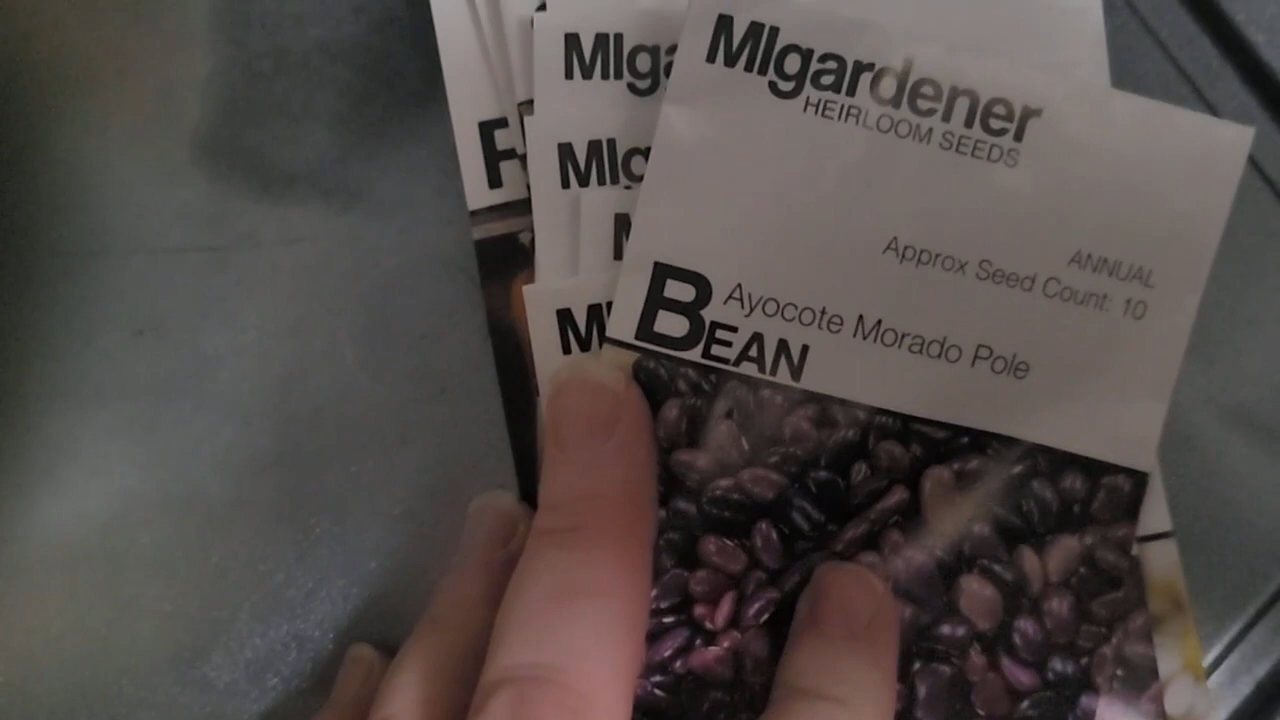 MIgardener
HEIRLOOM SEEDS
ANNUAL
Approx Seed Count: 10
BEAN
Ayocote Morado Pole